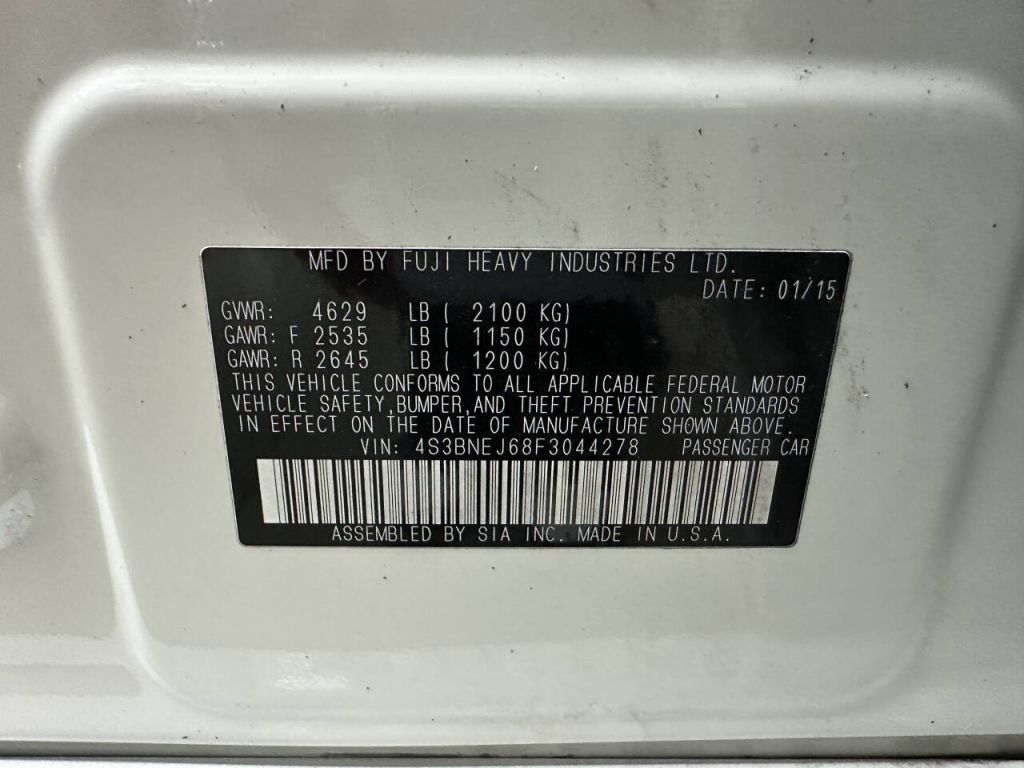 MFD BY FUJI HEAVY INDUSTRIES LTD.
DATE: 01/15
GVWR: 4629 LB ( 2100 KG)
GAWR: F 2535 LB ( 1150 KG)
GAWR: R 2645 LB ( 1200 KG)
THIS VEHICLE CONFORMS TO ALL APPLICABLE FEDERAL MOTOR
VEHICLE SAFETY,BUMPER,AND THEFT PREVENTION STANDARDS
IN EFFECT ON THE DATE OF MANUFACTURE SHOWN ABOVE.
VIN: 4S3BNEJ68F3044278 PASSENGER CAR
ASSEMBLED BY SIA INC. MADE IN U.S.A.